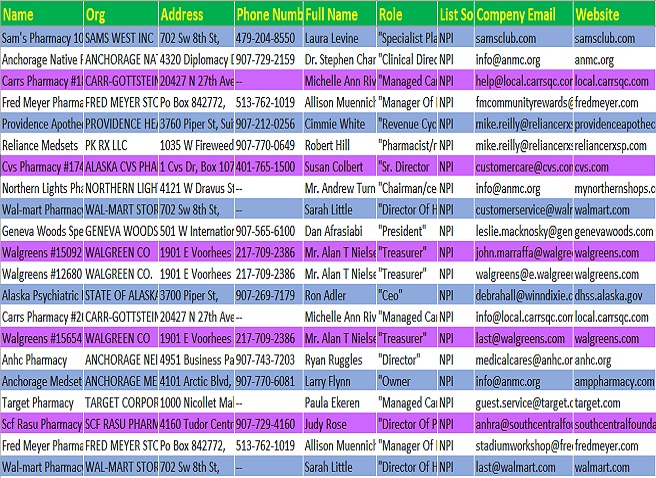 Name Org Address Phone Numb Full Name Role List So Compeny Email Website
Sam's Pharmacy 10 SAMS WEST INC 702 Sw 8th St, 479-204-8550 Laura Levine "Specialist Pla NPI samsclub.com samsclub.com
Anchorage Native F ANCHORAGE NA 4320 Diplomacy D 907-729-2159 Dr. Stephen Char "Clinical Direc NPI info@anmc.org anmc.org
Carrs Pharmacy #18 CARR-GOTTSTEIN 20427 N 27th Ave -- Michelle Ann Riv "Managed Ca NPI help@local.carrsqc local.carrsqc.com
Fred Meyer Pharma FRED MEYER STO Po Box 842772, 513-762-1019 Allison Muennich "Manager Of NPI fmcommunityrewards@ fredmeyer.com
Providence Apothe PROVIDENCE HEA 3760 Piper St, Sui 907-212-0256 Cimmie White "Revenue Cyc NPI mike.reilly@reliancerx providenceapothec
Reliance Medsets PK RX LLC 1035 W Fireweed 907-770-0649 Robert Hill "Pharmacist/r NPI mike.reilly@reliancerx reliancerxsp.com
Cvs Pharmacy #174 ALASKA CVS PHA 1 Cvs Dr, Box 107 401-765-1500 Susan Colbert "Sr. Director NPI customercare@cvs.com cvs.com
Northern Lights Pha NORTHERN LIGH 4121 W Dravus St -- Mr. Andrew Turn "Chairman/ce NPI info@anmc.org mynorthernshops.c
Wal-mart Pharmac WAL-MART STOR 702 Sw 8th St, -- Sarah Little "Director Of H NPI customerservice@walr walmart.com
Geneva Woods Spe GENEVA WOODS 501 W Internation 907-565-6100 Dan Afrasiabi "President" NPI leslie.macknosky@gen genevawoods.com
Walgreens #15092 WALGREEN CO 1901 E Voorhees 217-709-2386 Mr. Alan T Nielse "Treasurer" NPI john.marraffa@walgre walgreens.com
Walgreens #12680 WALGREEN CO. 1901 E Voorhees 217-709-2386 Mr. Alan T Nielse "Treasurer" NPI walgreens@e.walgree walgreens.com
Alaska Psychiatric I STATE OF ALASKA 3700 Piper St, 907-269-7179 Ron Adler "Ceo" NPI debrahall@winndixie.c dhss.alaska.gov
Carrs Pharmacy #20 CARR-GOTTSTEIN 20427 N 27th Ave -- Michelle Ann Riv "Managed Ca NPI info@local.carrsqc.com local.carrsqc.com
Walgreens #15654 WALGREEN CO 1901 E Voorhees 217-709-2386 Mr. Alan T Nielse "Treasurer" NPI last@walgreens.com walgreens.com
Anhc Pharmacy ANCHORAGE NEI 4951 Business Pa 907-743-7203 Ryan Ruggles "Director" NPI medicalcares@anhc.or anhc.org
Anchorage Medset ANCHORAGE ME 4101 Arctic Blvd, 907-770-6081 Larry Flynn "Owner NPI info@anmc.org amppharmacy.com
Target Pharmacy TARGET CORPOR 1000 Nicollet Mal -- Paula Ekeren "Managed Ca NPI guest.service@target.c target.com
Scf Rasu Pharmacy SCF RASU PHARM 4160 Tudor Centr 907-729-4160 Judy Rose "Director Of P NPI anhra@southcentralfou southcentralfounda
Fred Meyer Pharma FRED MEYER STO Po Box 842772, 513-762-1019 Allison Muennich "Manager Of NPI stadiumworkshop@fre fredmeyer.com
Wal-mart Pharmac WAL-MART STOR 702 Sw 8th St, -- Sarah Little "Director Of H NPI last@walmart.com walmart.com